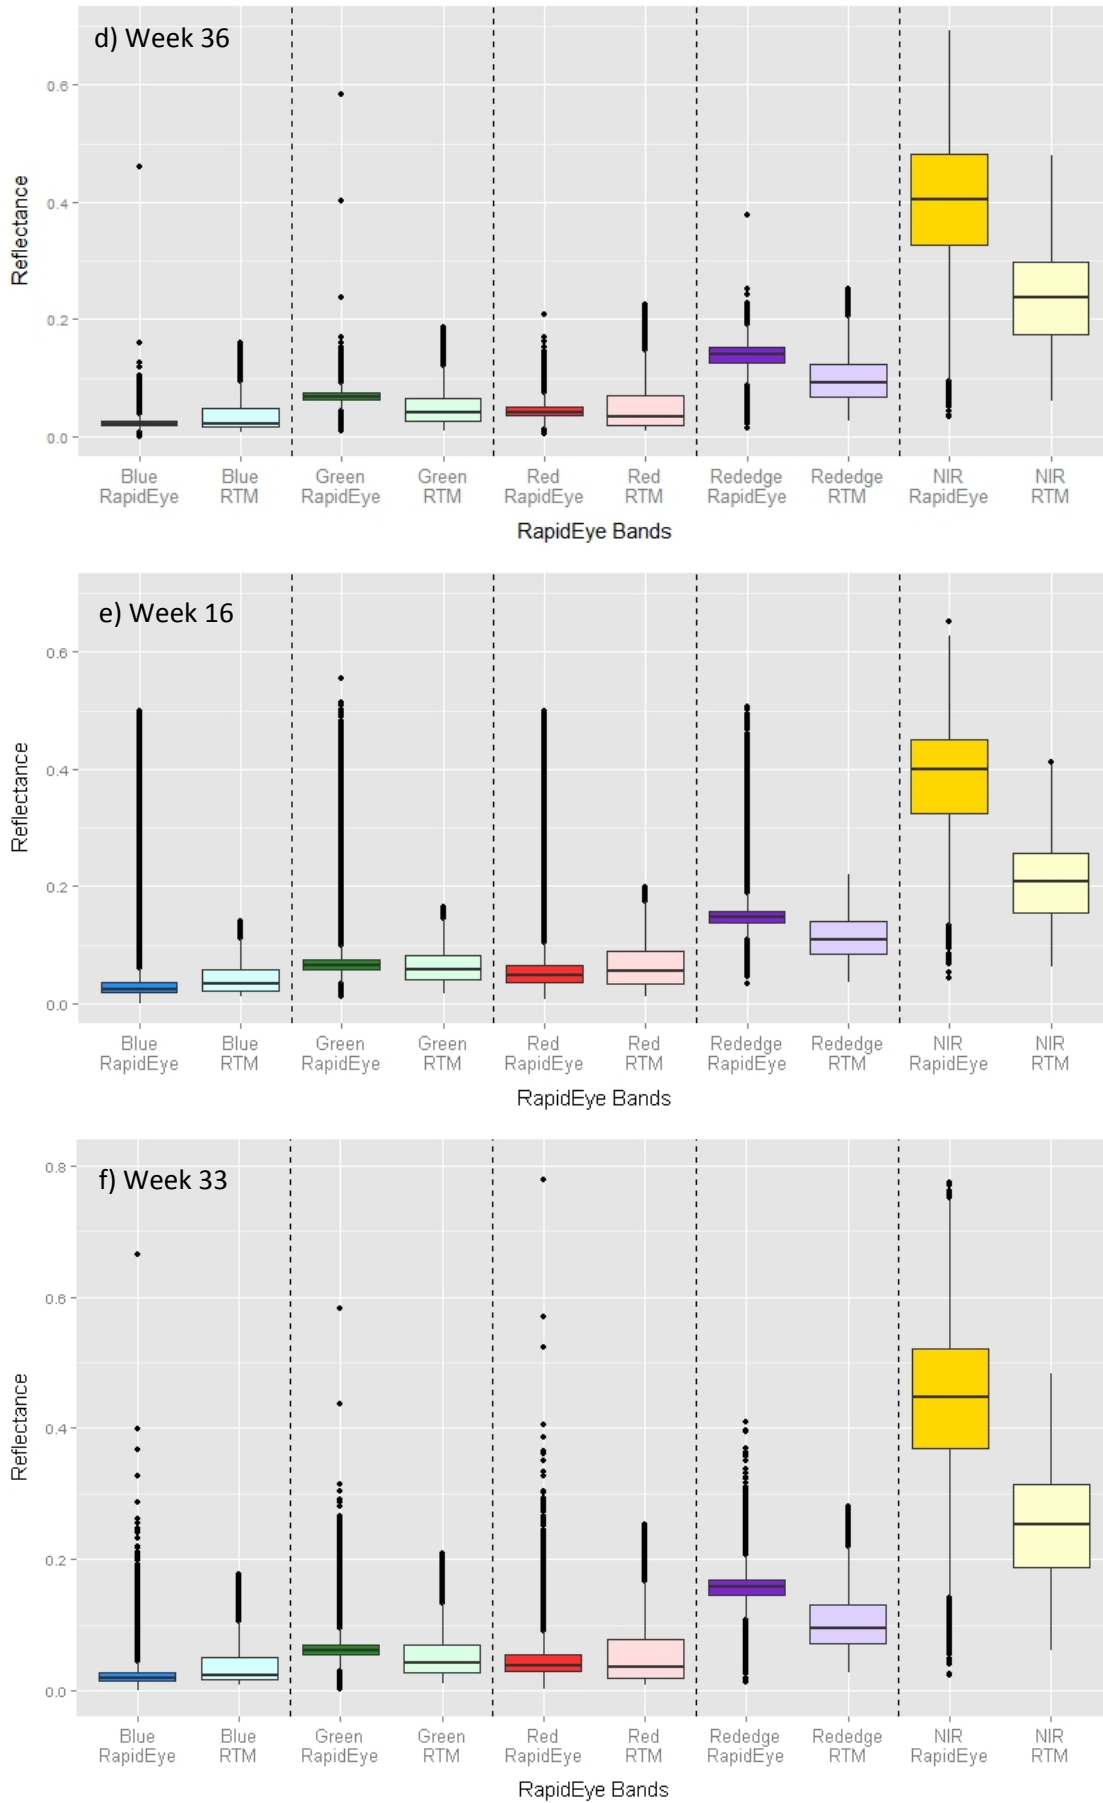 d) Week 36
0.6
0.4
0.2
0.0
Reflectance
Blue Blue Green Green Red Red Rededge Rededge NIR NIR
RapidEye RTM RapidEye RTM RapidEye RTM RapidEye RTM RapidEye RTM
RapidEye Bands
e) Week 16
0.6
0.4
0.2
0.0
Reflectance
Blue Blue Green Green Red Red Rededge Rededge NIR NIR
RapidEye RTM RapidEye RTM RapidEye RTM RapidEye RTM RapidEye RTM
RapidEye Bands
f) Week 33
0.8
0.6
0.4
0.2
0.0
Reflectance
Blue Blue Green Green Red Red Rededge Rededge NIR NIR
RapidEye RTM RapidEye RTM RapidEye RTM RapidEye RTM RapidEye RTM
RapidEye Bands